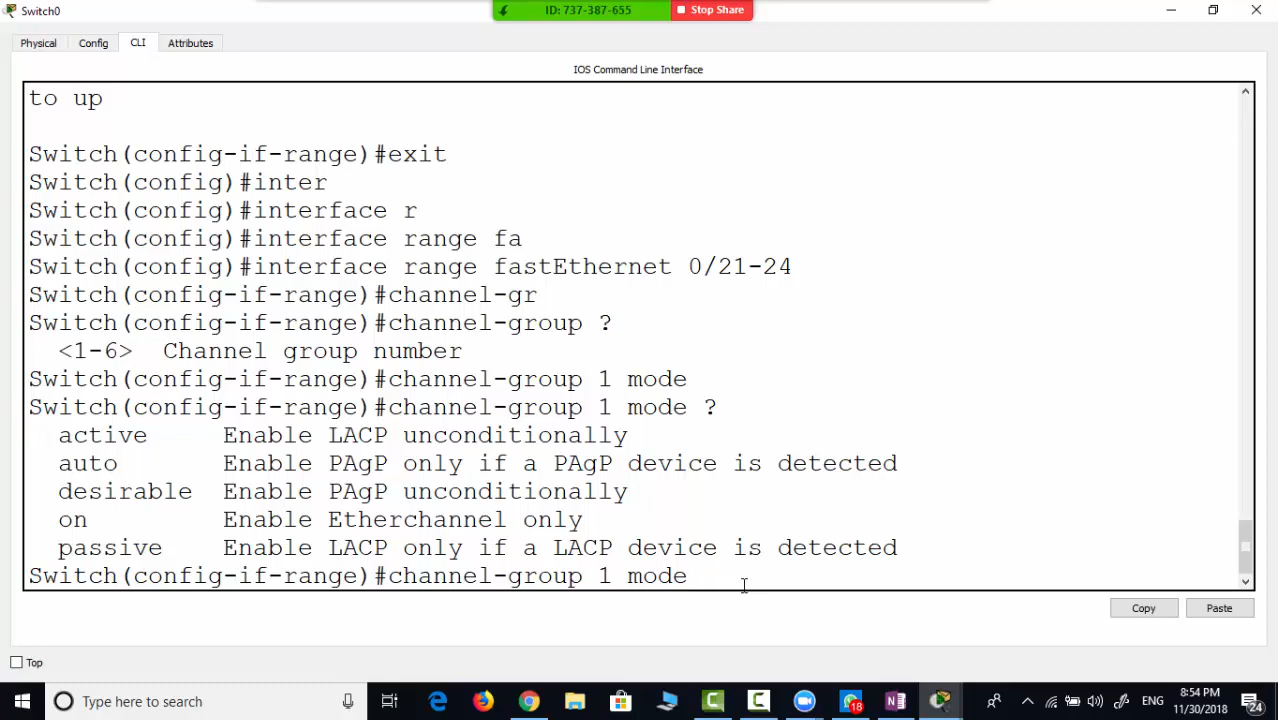 Switch0
ID: 737-387-655
Stop Share
Physical
Config
CLI
Attributes
IOS Command Line Interface
to up
Switch(config-if-range)#exit
Switch(config)#inter
Switch(config)#interface r
Switch(config)#interface range fa
Switch(config)#interface range fastEthernet 0/21-24
Switch(config-if-range)#channel-gr
Switch(config-if-range)#channel-group ?
<1-6> Channel group number
Switch(config-if-range)#channel-group 1 mode
Switch(config-if-range)#channel-group 1 mode ?
active Enable LACP unconditionally
auto Enable PAgP only if a PAgP device is detected
desirable Enable PAgP unconditionally
on Enable Etherchannel only
passive Enable LACP only if a LACP device is detected
Switch(config-if-range)#channel-group 1 mode
Copy
Paste
Top
Type here to search
18
ENG
8:54 PM
11/30/2018
24